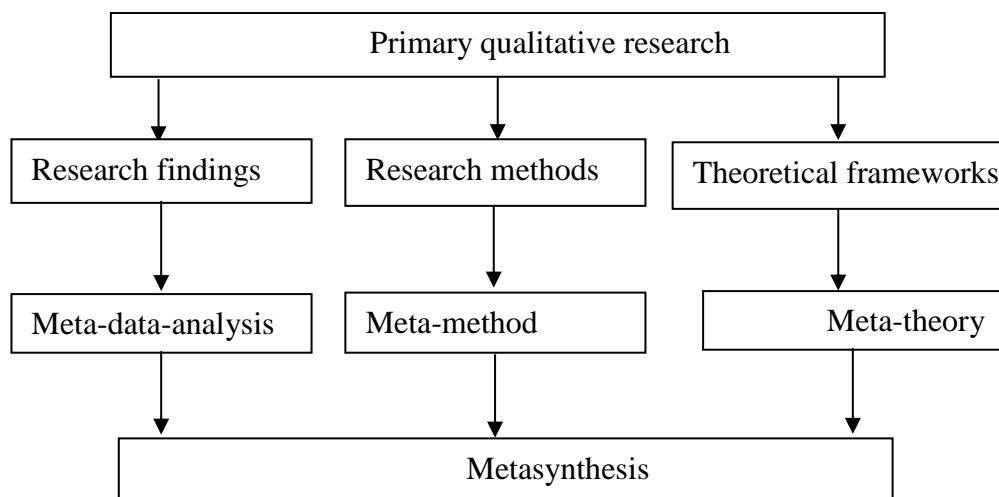 Primary qualitative research
Research findings
Research methods
Theoretical frameworks
Meta-data-analysis
Meta-method
Meta-theory
Metasynthesis